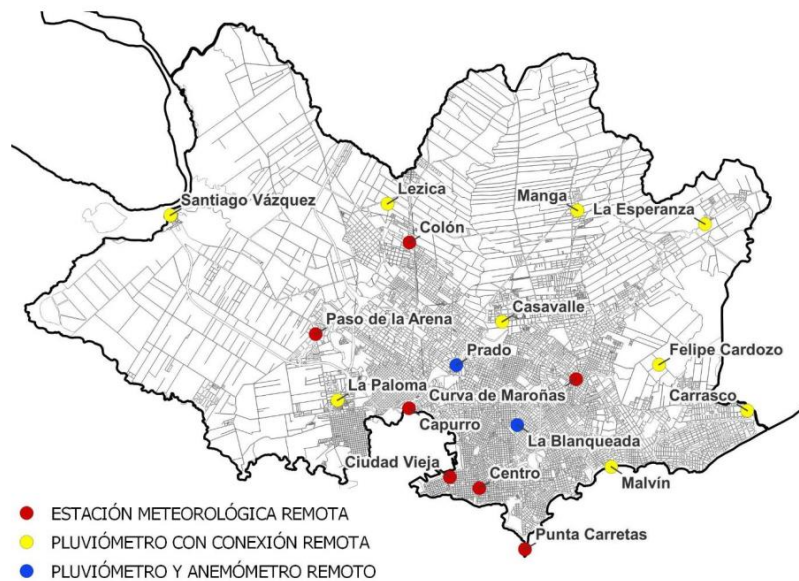 Santiago Vázquez
Lezica
Manga
La Esperanza
Colón
Casavalle
Paso de la Arena
Prado
Felipe Cardozo
La Paloma
Curva de Maroñas
Carrasco
Capurro
La Blanqueada
Ciudad Vieja
Centro
Malvín
ESTACIÓN METEOROLÓGICA REMOTA
Punta Carretas
PLUVIÓMETRO CON CONEXIÓN REMOTA
PLUVIÓMETRO Y ANEMÓMETRO REMOTO